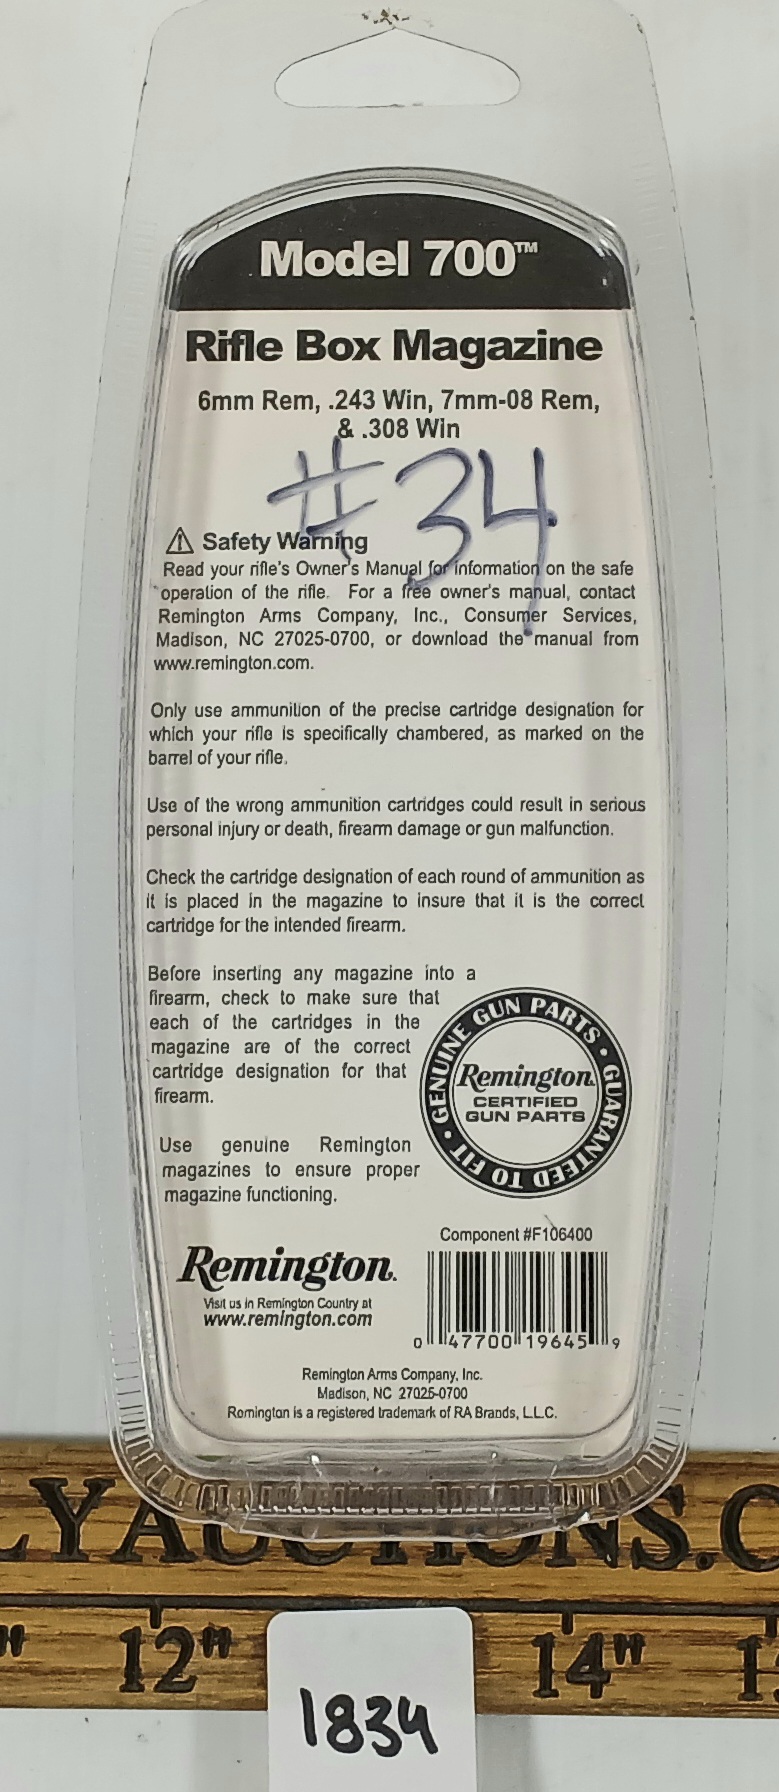 Model 700™
Rifle Box Magazine
6mm Rem, .243 Win, 7mm-08 Rem,
& .308 Win
#34
⚠ Safety Warning
Read your rifle's Owner's Manual for information on the safe
operation of the rifle. For a free owner's manual, contact
Remington Arms Company, Inc., Consumer Services,
Madison, NC 27025-0700, or download the manual from
www.remington.com.
Only use ammunition of the precise cartridge designation for
which your rifle is specifically chambered, as marked on the
barrel of your rifle.
Use of the wrong ammunition cartridges could result in serious
personal injury or death, firearm damage or gun malfunction.
Check the cartridge designation of each round of ammunition as
it is placed in the magazine to insure that it is the correct
cartridge for the intended firearm.
Before inserting any magazine into a
firearm, check to make sure that
each of the cartridges in the
magazine are of the correct
cartridge designation for that
firearm.
Use genuine Remington
magazines to ensure proper
magazine functioning.
GENUINE GUN PARTS • GUARANTEED TO FIT •
Remington
CERTIFIED
GUN PARTS
Component #F106400
Remington.
Visit us in Remington Country at
www.remington.com
0 47700 19645 9
Remington Arms Company, Inc.
Madison, NC 27025-0700
Remington is a registered trademark of RA Brands, L.L.C.
LYAUCTIONS.C
12" 14"
1834